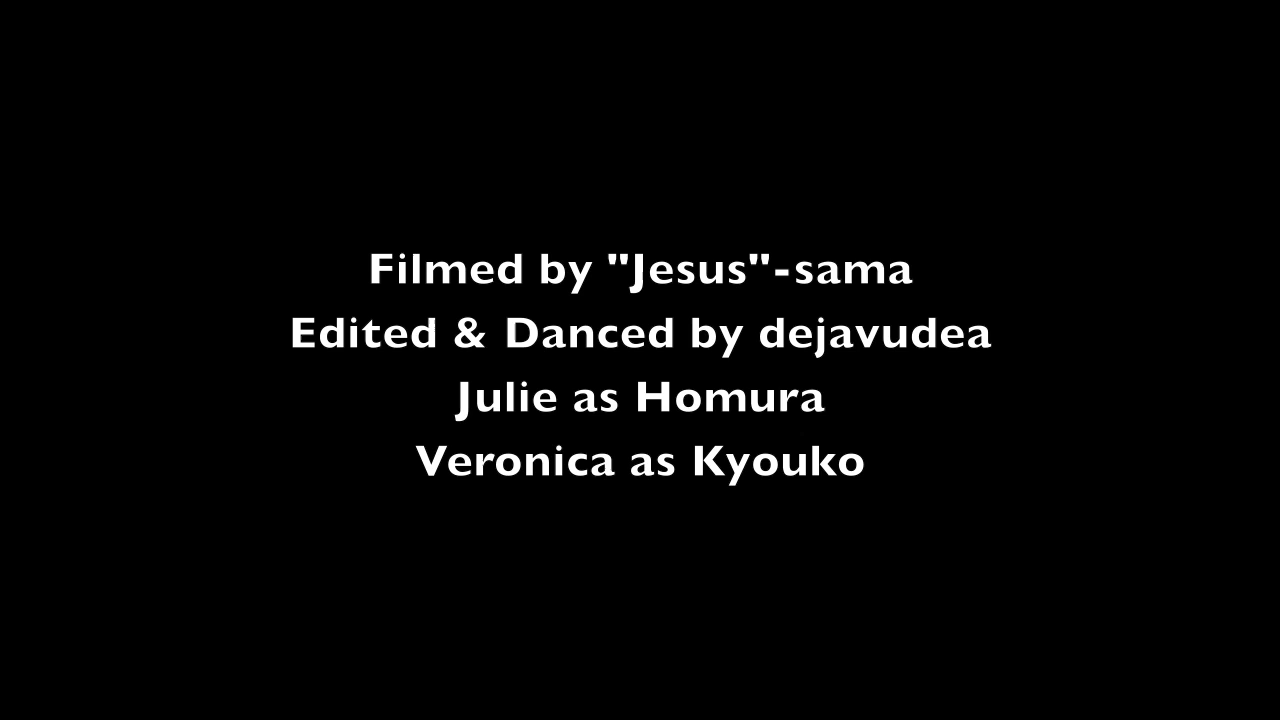 Filmed by "Jesus"-sama
Edited & Danced by dejavudea
Julie as Homura
Veronica as Kyouko